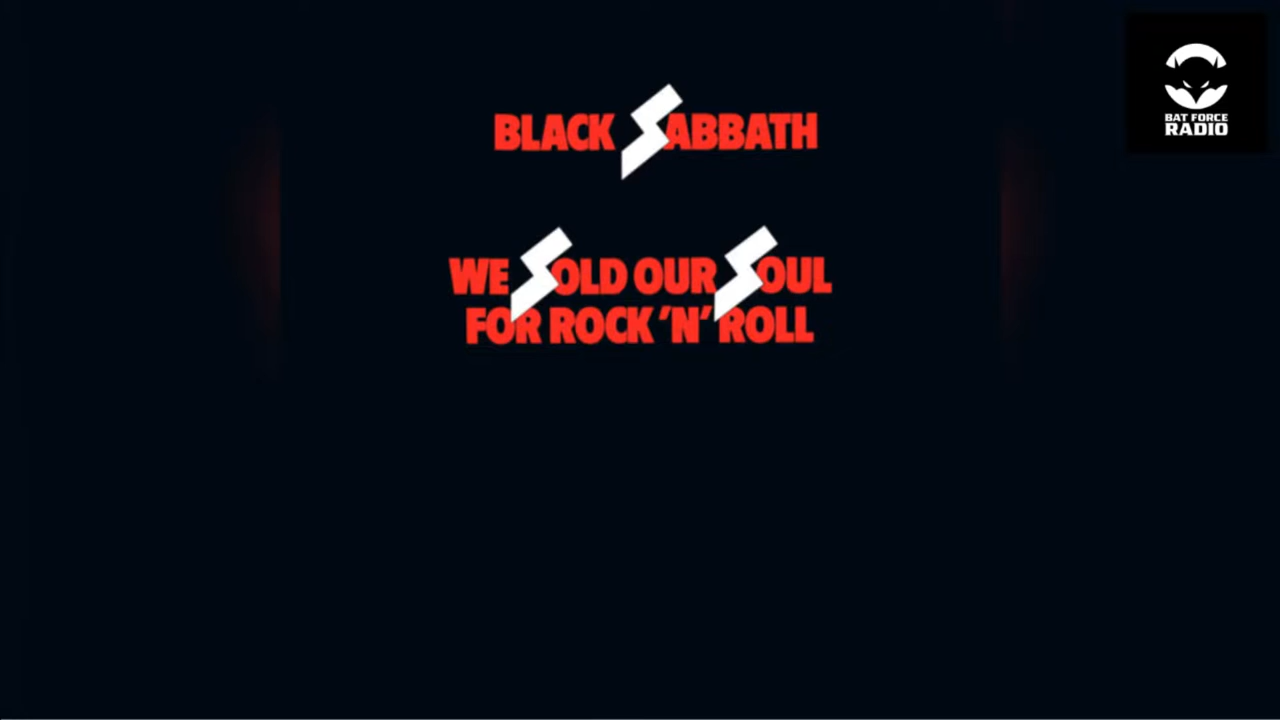 BLACK SABBATH
WE SOLD OUR SOUL
FOR ROCK 'N' ROLL
BAT FORCE
RADIO